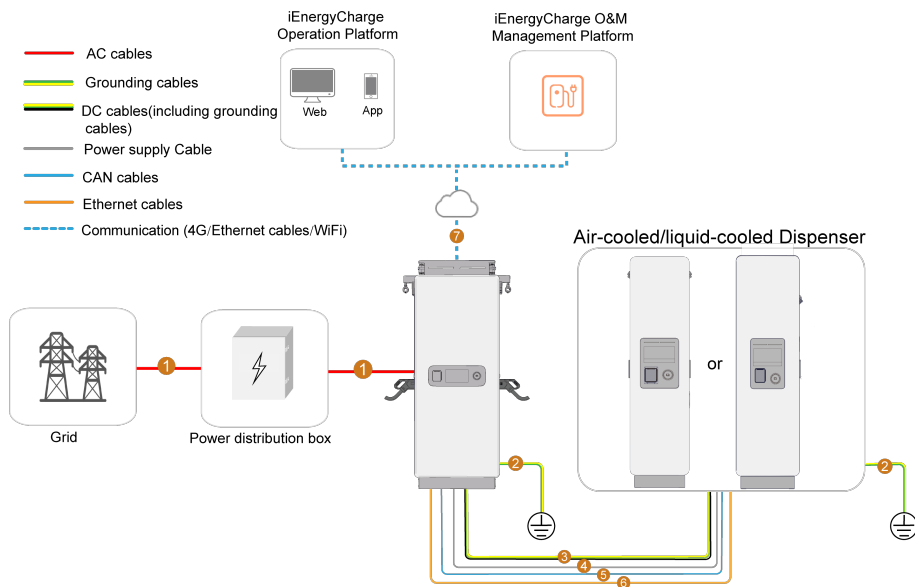 iEnergyCharge
Operation Platform
iEnergyCharge O&M
Management Platform
AC cables
Grounding cables
DC cables(including grounding
cables)
Power supply Cable
CAN cables
Ethernet cables
Communication (4G/Ethernet cables/WiFi)
Web
App
7
Air-cooled/liquid-cooled Dispenser
or
1
1
Grid
Power distribution box
2
2
3
4
5
6